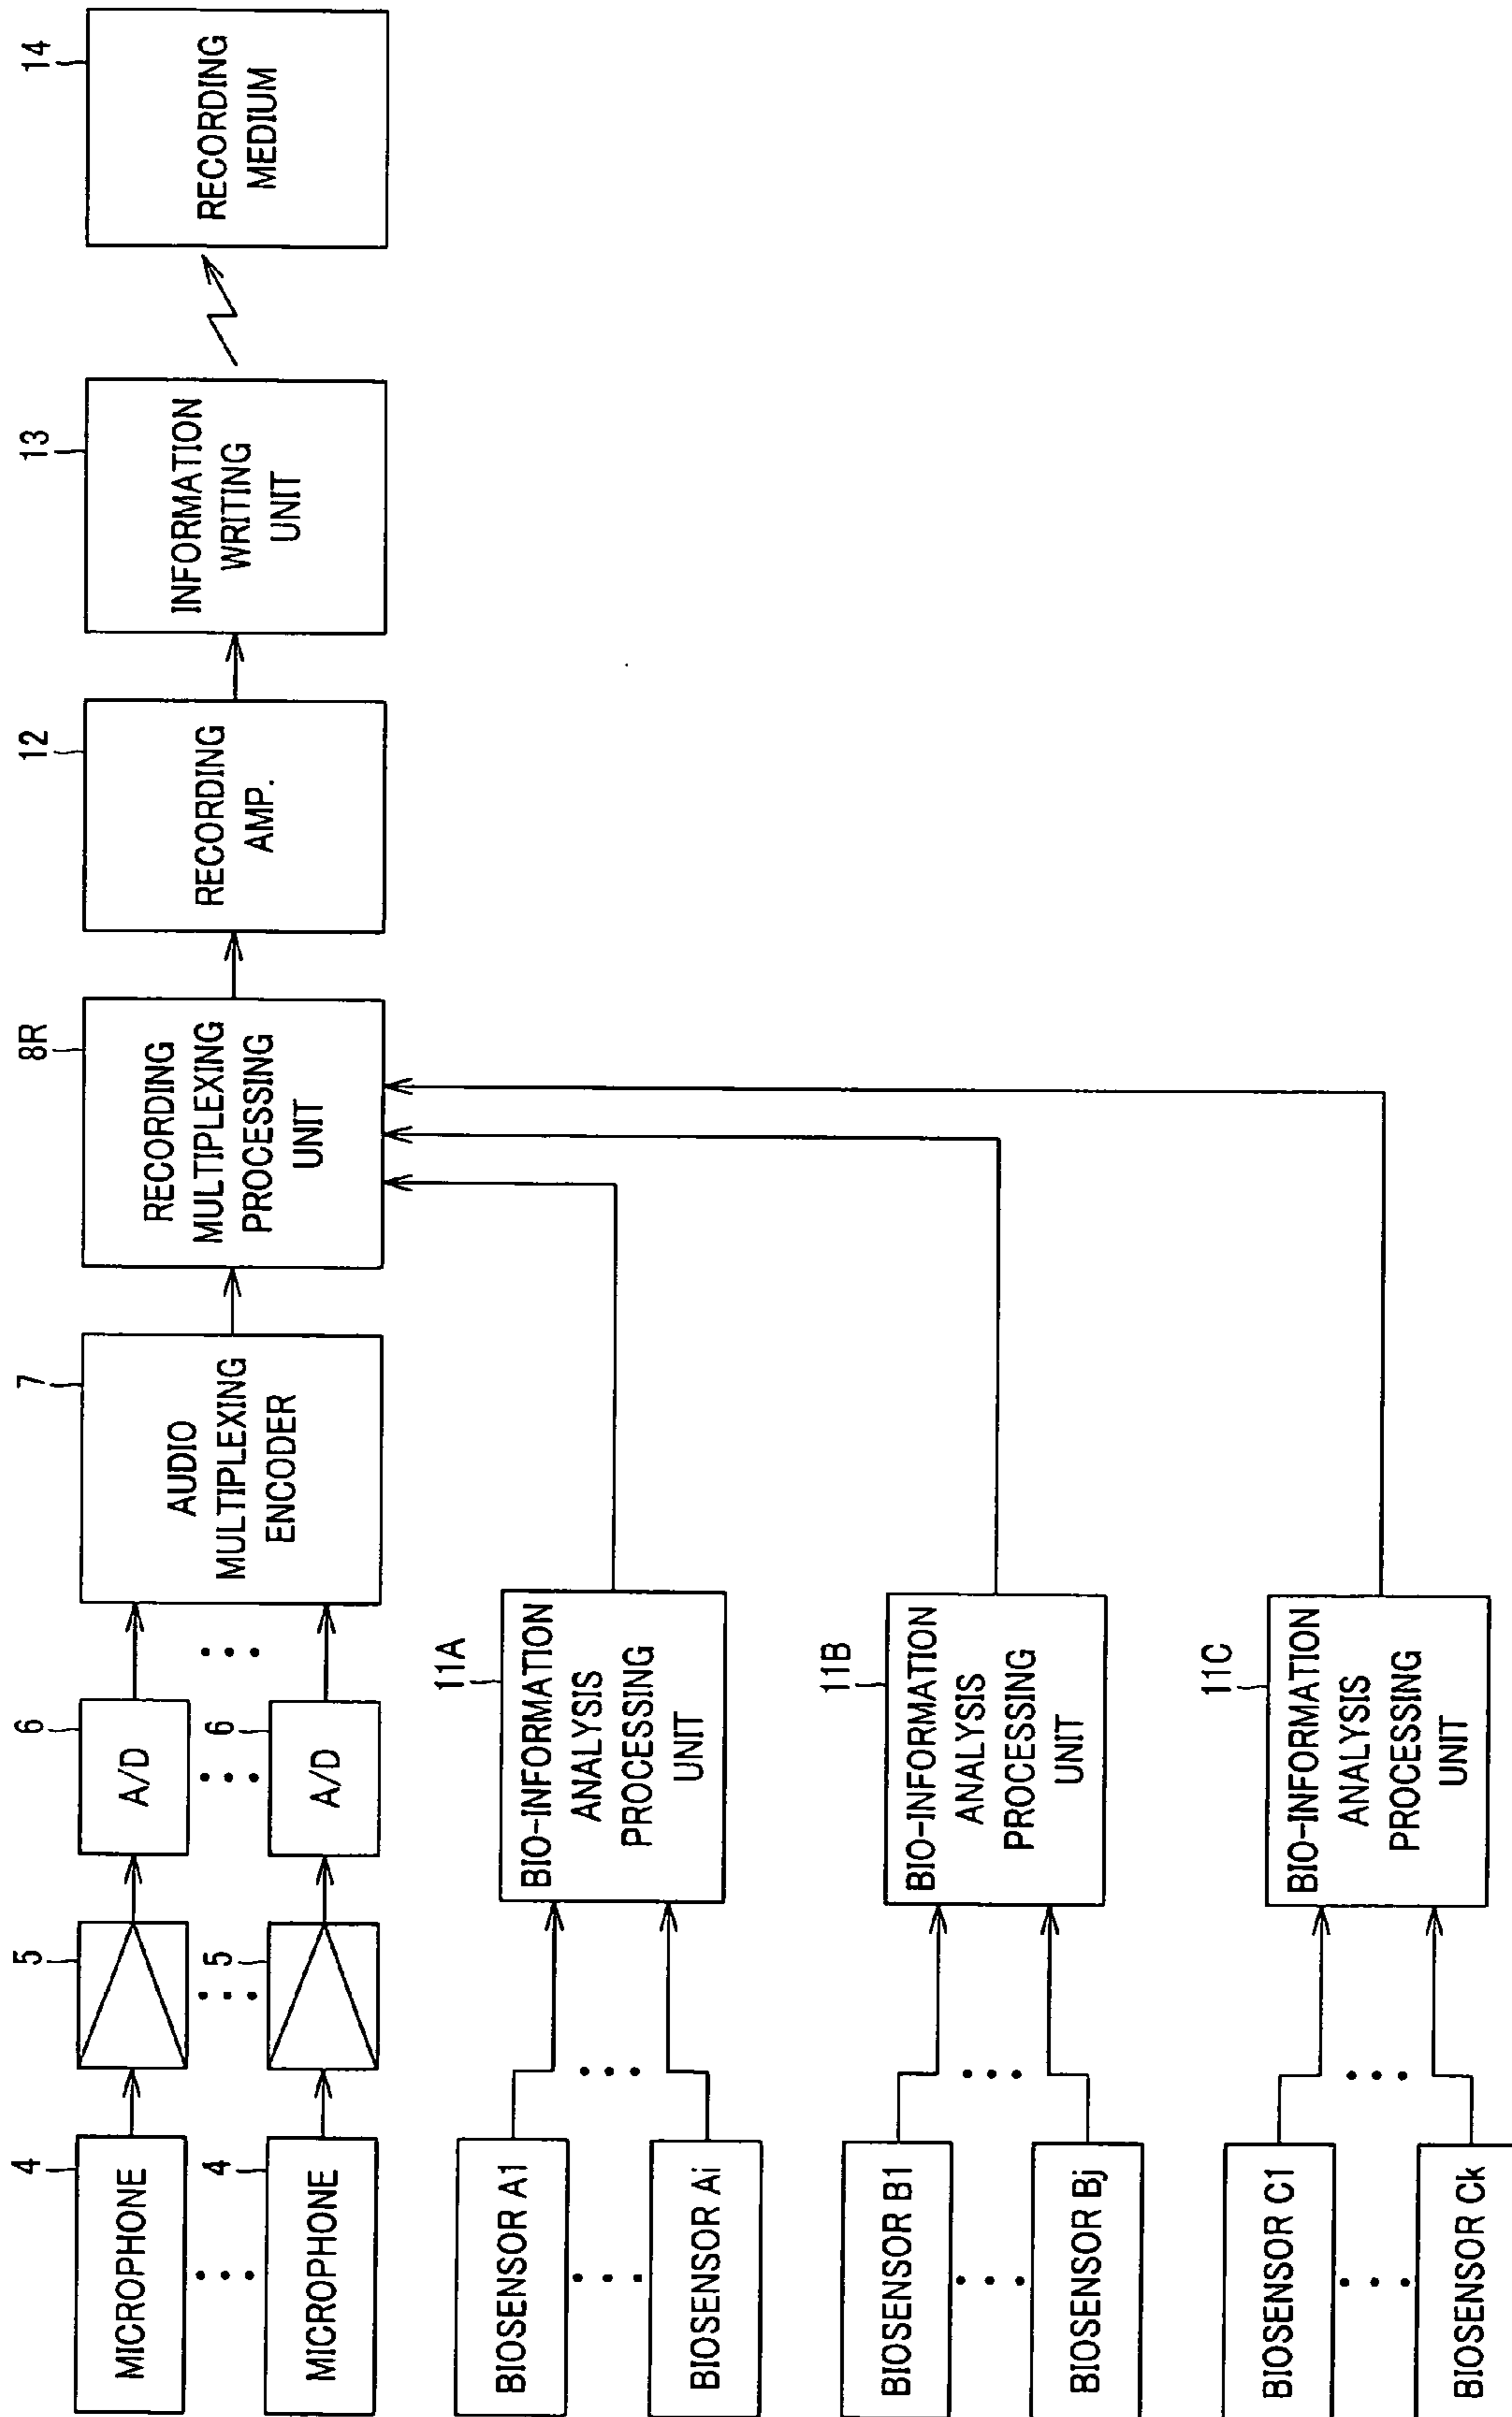 4
MICROPHONE
4
MICROPHONE
5
5
6
A/D
6
A/D
7
AUDIO
MULTIPLEXING
ENCODER
8R
RECORDING
MULTIPLEXING
PROCESSING
UNIT
12
RECORDING
AMP.
13
INFORMATION
WRITING
UNIT
14
RECORDING
MEDIUM
BIOSENSOR A1
BIOSENSOR Ai
11A
BIO-INFORMATION
ANALYSIS
PROCESSING
UNIT
BIOSENSOR B1
BIOSENSOR Bj
11B
BIO-INFORMATION
ANALYSIS
PROCESSING
UNIT
BIOSENSOR C1
BIOSENSOR Ck
11C
BIO-INFORMATION
ANALYSIS
PROCESSING
UNIT